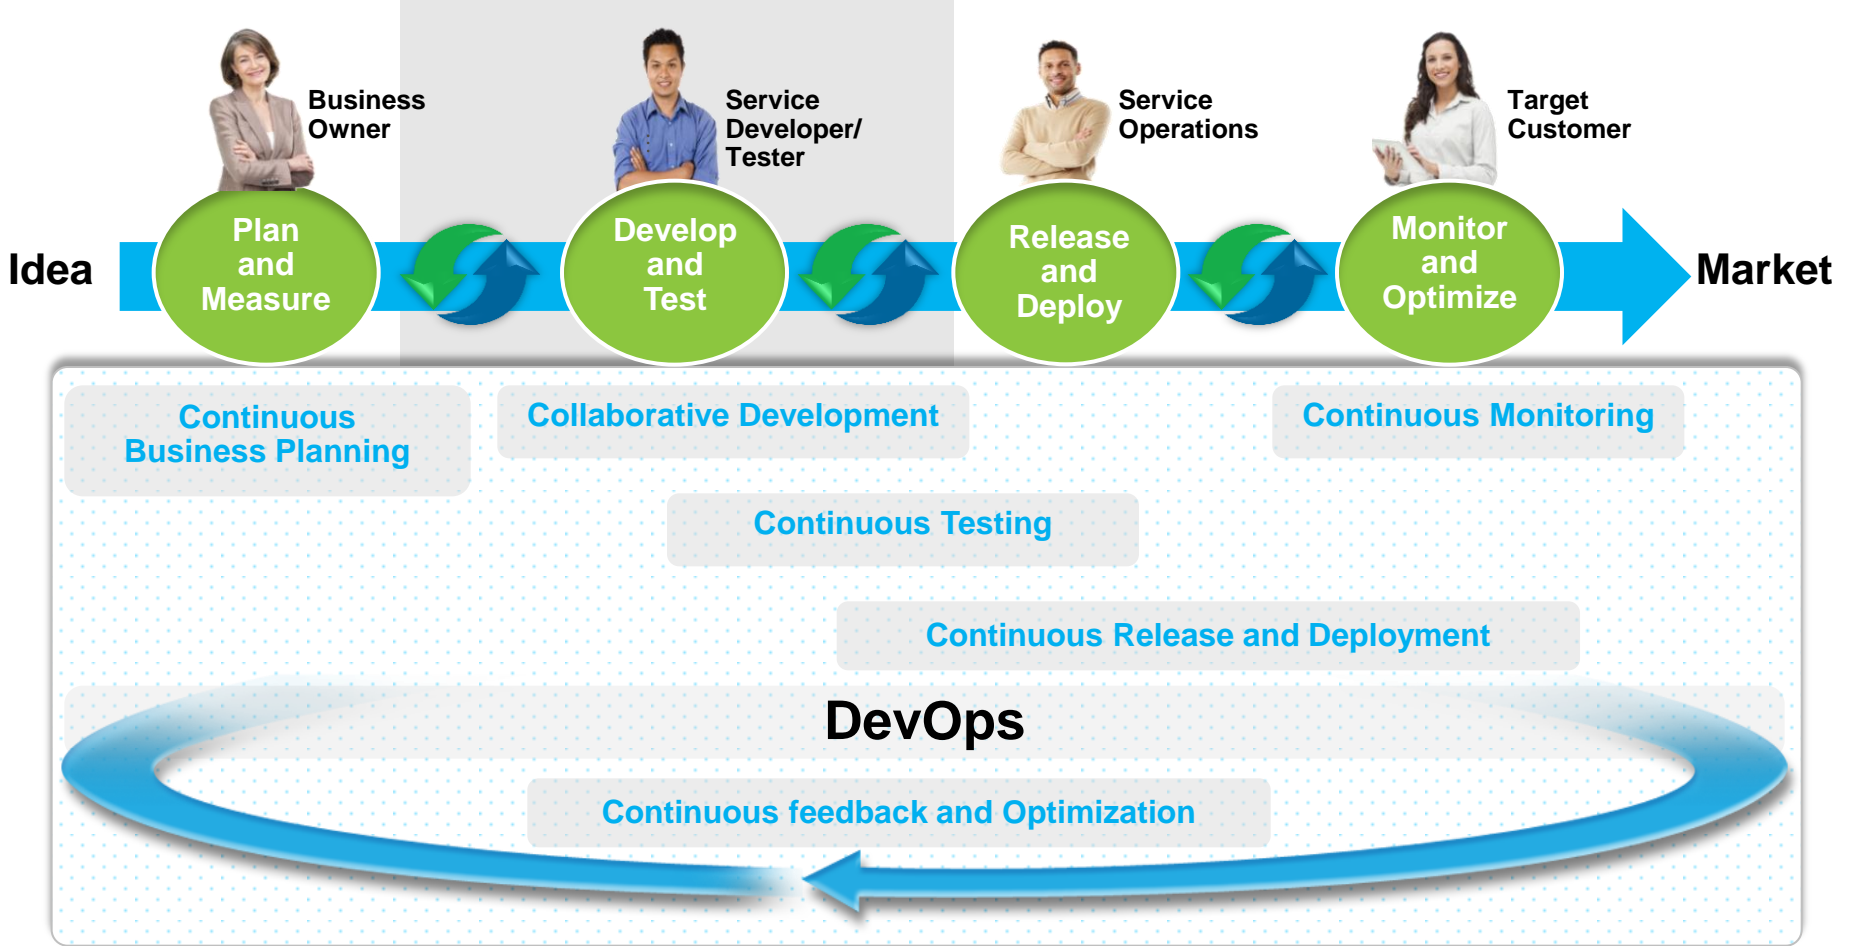 Business
Owner
Service
Developer/
Tester
Service
Operations
Target
Customer
Idea
Plan
and
Measure
Develop
and
Test
Release
and
Deploy
Monitor
and
Optimize
Market
Continuous
Business Planning
Collaborative Development
Continuous Monitoring
Continuous Testing
Continuous Release and Deployment
DevOps
Continuous feedback and Optimization